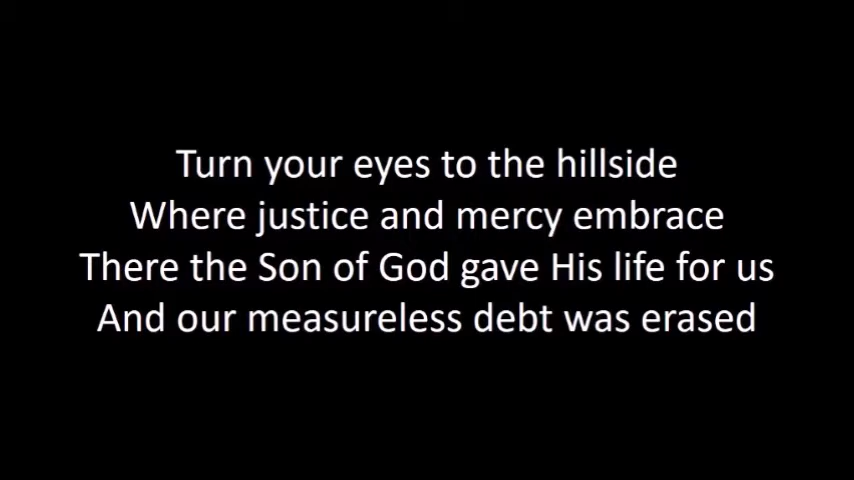 Turn your eyes to the hillside
Where justice and mercy embrace
There the Son of God gave His life for us
And our measureless debt was erased